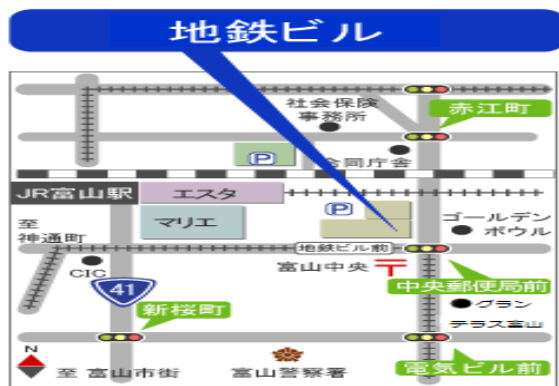 地鉄ビル
社会保険
事務所
赤江町
P
合同庁舎
JR富山駅
エスタ
マリエ
P
ゴールデン
ボウル
至
神通町
地鉄ビル前
CIC
富山中央
中央郵便局前
41
新桜町
グラン
テラス富山
N
至 富山市街
富山警察署
電気ビル前